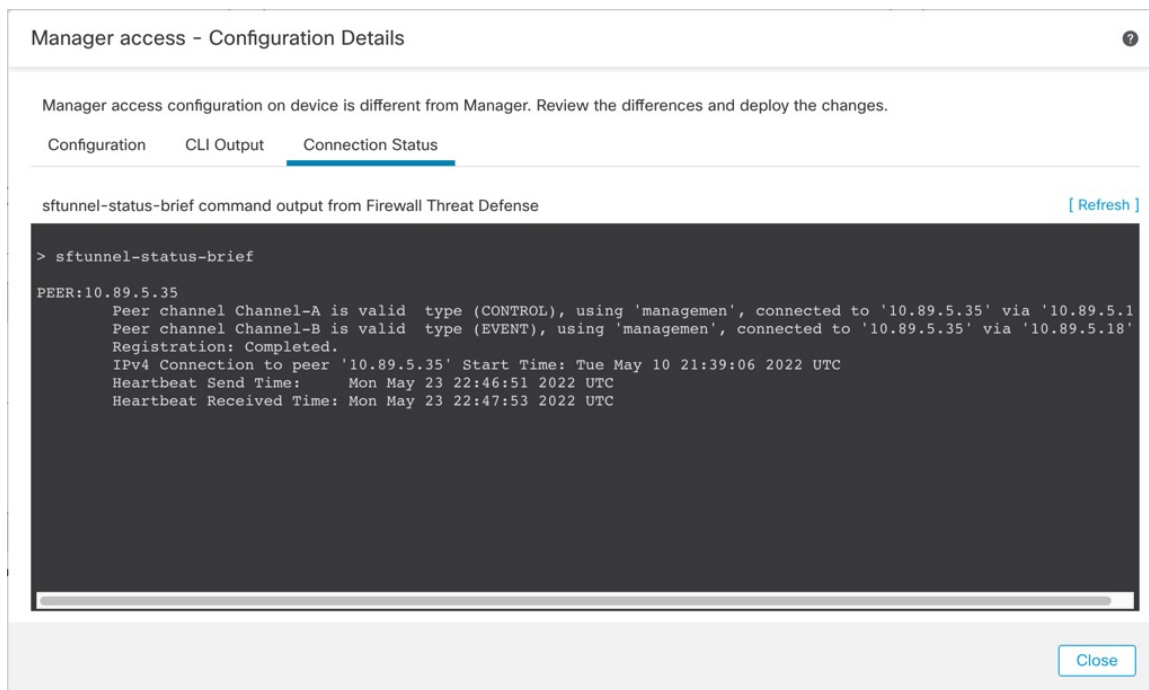 Manager access - Configuration Details
?
Manager access configuration on device is different from Manager. Review the differences and deploy the changes.
Configuration CLI Output Connection Status
sftunnel-status-brief command output from Firewall Threat Defense [ Refresh ]
> sftunnel-status-brief
PEER:10.89.5.35
Peer channel Channel-A is valid type (CONTROL), using 'managemen', connected to '10.89.5.35' via '10.89.5.1
Peer channel Channel-B is valid type (EVENT), using 'managemen', connected to '10.89.5.35' via '10.89.5.18'
Registration: Completed.
IPv4 Connection to peer '10.89.5.35' Start Time: Tue May 10 21:39:06 2022 UTC
Heartbeat Send Time: Mon May 23 22:46:51 2022 UTC
Heartbeat Received Time: Mon May 23 22:47:53 2022 UTC
Close